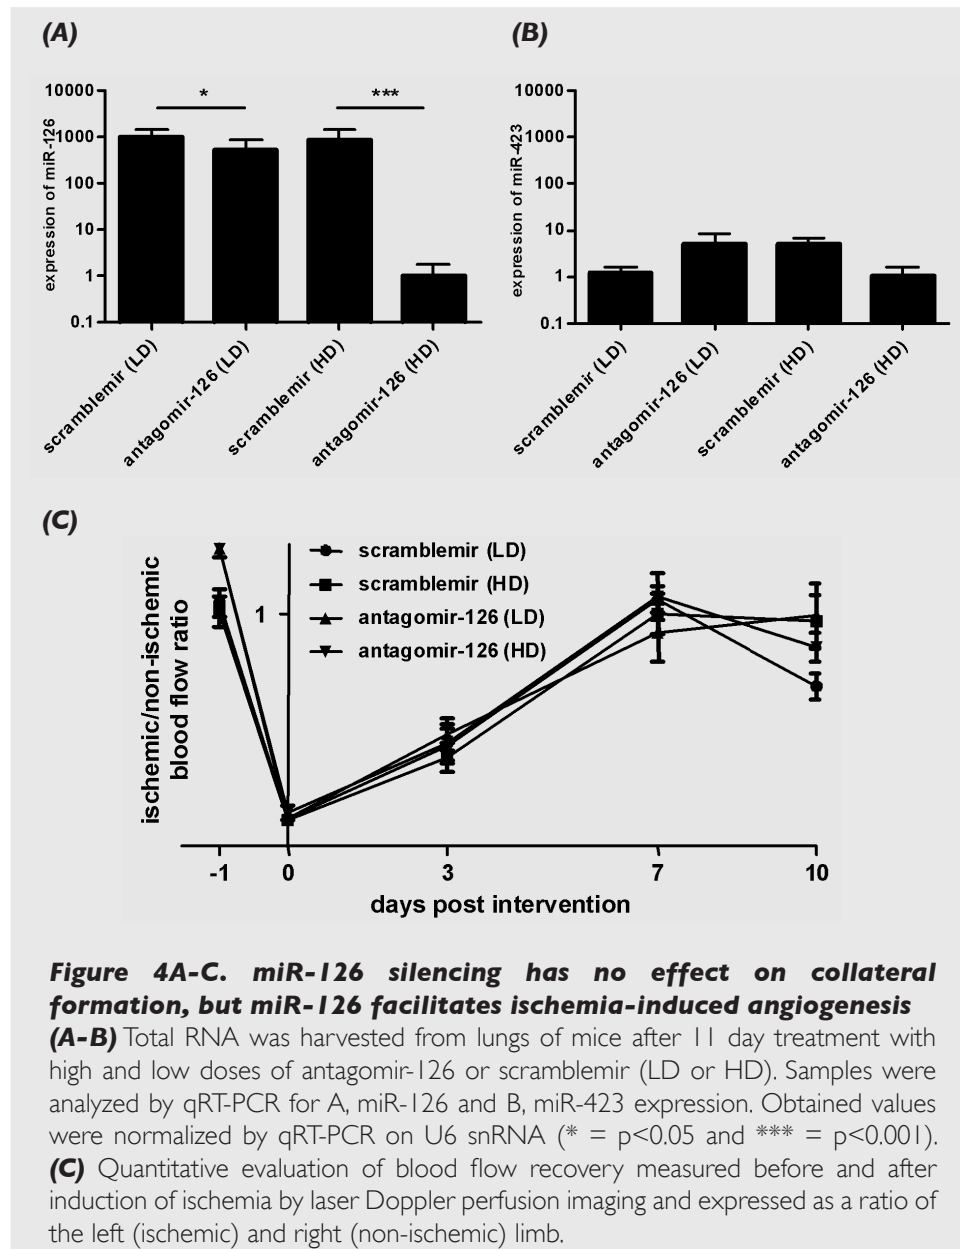 (A)
(B)
10000
1000
100
10
1
0.1
expression of miR-126
*
***
scramblemir (LD)
antagomir-126 (LD)
scramblemir (HD)
antagomir-126 (HD)
10000
1000
100
10
1
0.1
expression of miR-423
scramblemir (LD)
antagomir-126 (LD)
scramblemir (HD)
antagomir-126 (HD)
(C)
ischemic/non-ischemic
blood flow ratio
1
scramblemir (LD)
scramblemir (HD)
antagomir-126 (LD)
antagomir-126 (HD)
-1 0 3 7 10
days post intervention
Figure 4A-C. miR-126 silencing has no effect on collateral
formation, but miR-126 facilitates ischemia-induced angiogenesis
(A-B) Total RNA was harvested from lungs of mice after 11 day treatment with
high and low doses of antagomir-126 or scramblemir (LD or HD). Samples were
analyzed by qRT-PCR for A, miR-126 and B, miR-423 expression. Obtained values
were normalized by qRT-PCR on U6 snRNA (* = p<0.05 and *** = p<0.001).
(C) Quantitative evaluation of blood flow recovery measured before and after
induction of ischemia by laser Doppler perfusion imaging and expressed as a ratio of
the left (ischemic) and right (non-ischemic) limb.